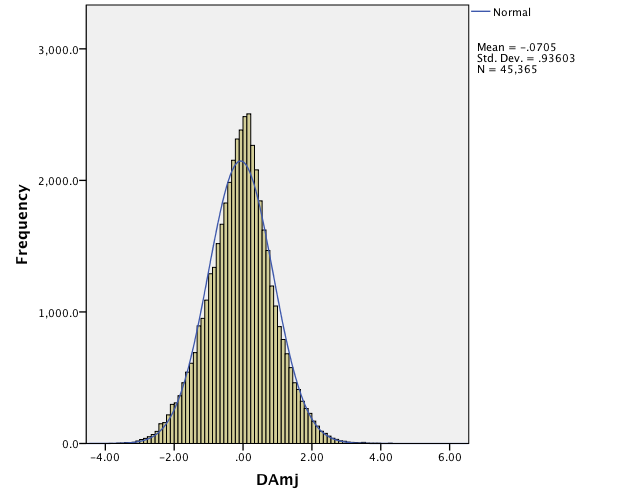 Normal
Mean = -.0705
Std. Dev. = .93603
N = 45,365
3,000.0
2,000.0
1,000.0
0.0
Frequency
-4.00 -2.00 .00 2.00 4.00 6.00
DAmj